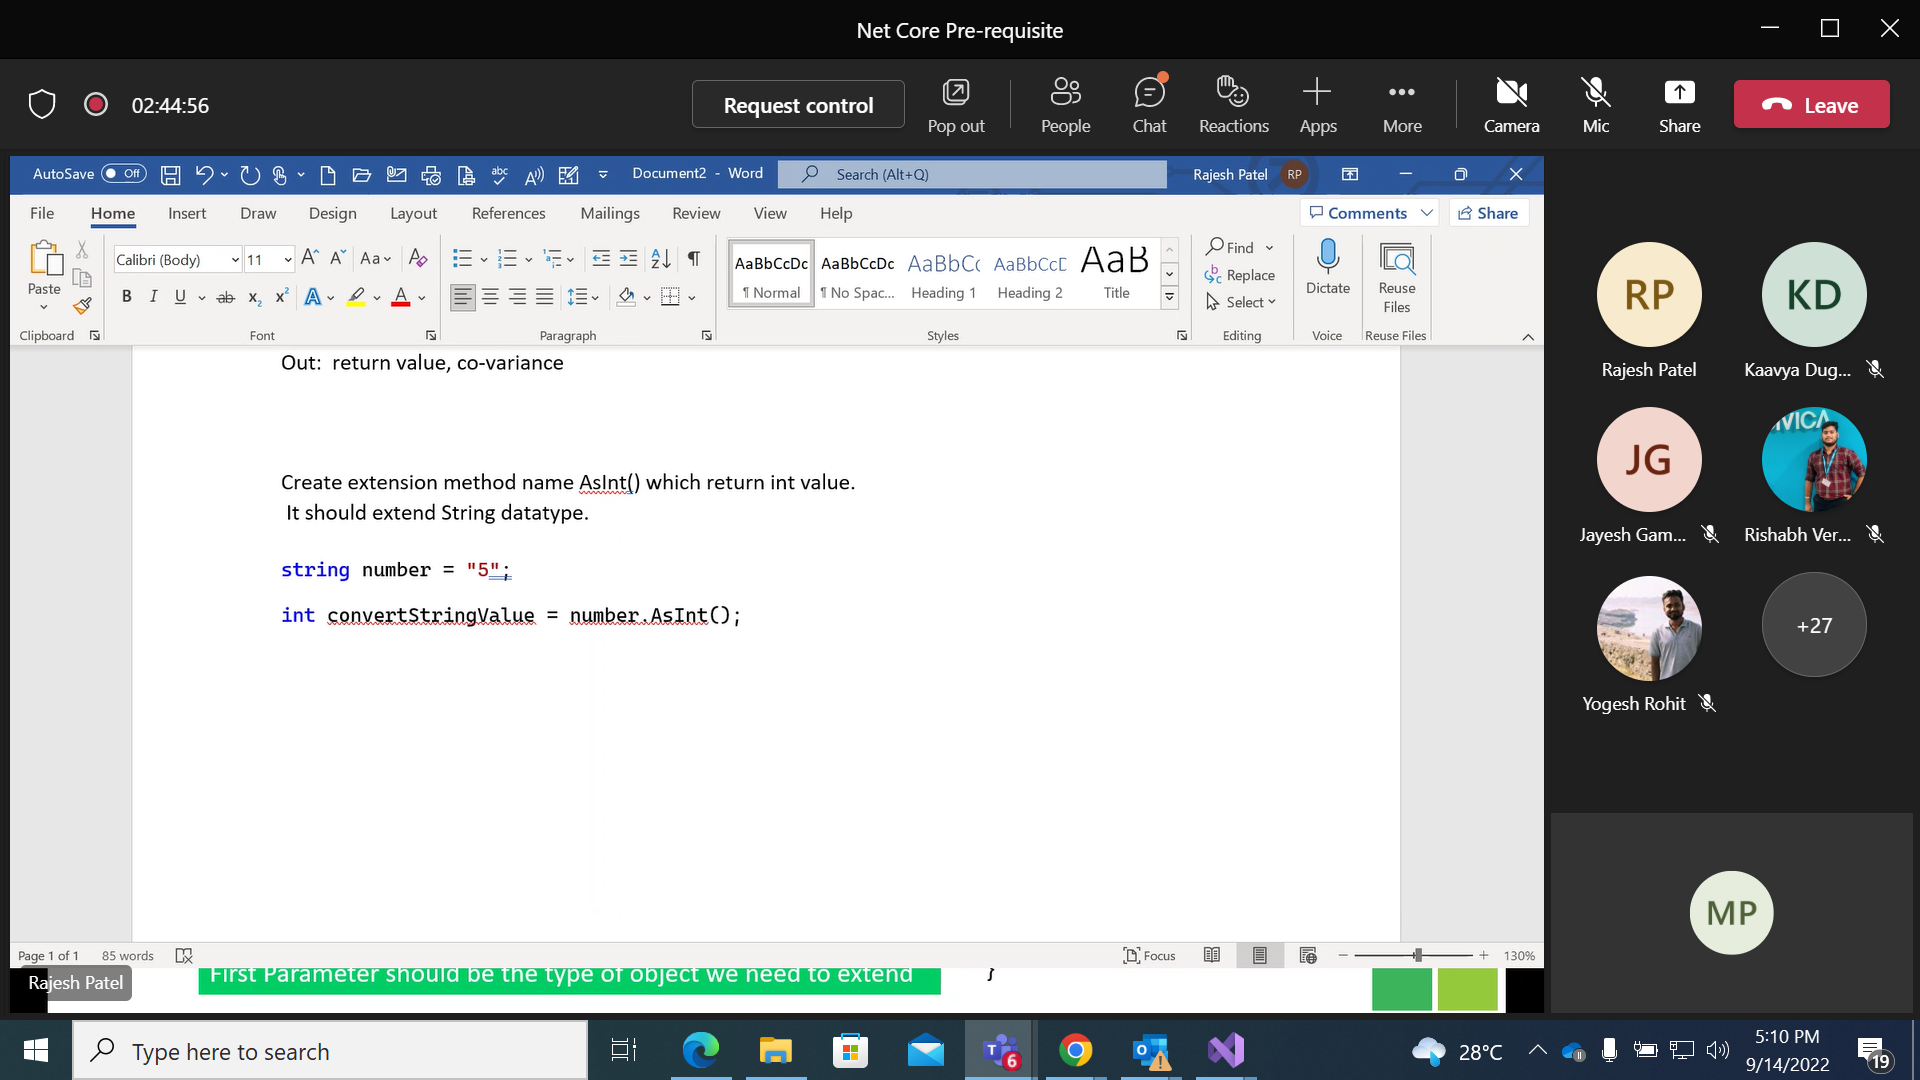 Net Core Pre-requisite
02:44:56
Request control
Pop out
People
Chat
Reactions
Apps
More
Camera
Mic
Share
Leave
AutoSave Off
Document2 - Word
Search (Alt+Q)
Rajesh Patel RP
File Home Insert Draw Design Layout References Mailings Review View Help
Comments Share
Paste
Calibri (Body) 11
Aa
B I U ab x2 x2 A A
AaBbCcDc AaBbCcDc AaBbCc AaBbCcD AaB
¶ Normal ¶ No Spac... Heading 1 Heading 2 Title
Find
Replace
Select
Dictate
Reuse
Files
Clipboard Font Paragraph Styles Editing Voice Reuse Files
Out: return value, co-variance
Create extension method name AsInt() which return int value.
It should extend String datatype.
string number = "5";
int convertStringValue = number.AsInt();
Page 1 of 1 85 words
Focus
130%
First Parameter should be the type of object we need to extend
}
Rajesh Patel
RP
Rajesh Patel
KD
Kaavya Dug...
JG
Jayesh Gam...
Rishabh Ver...
Yogesh Rohit
+27
MP
Type here to search
6
28°C
5:10 PM
9/14/2022
19